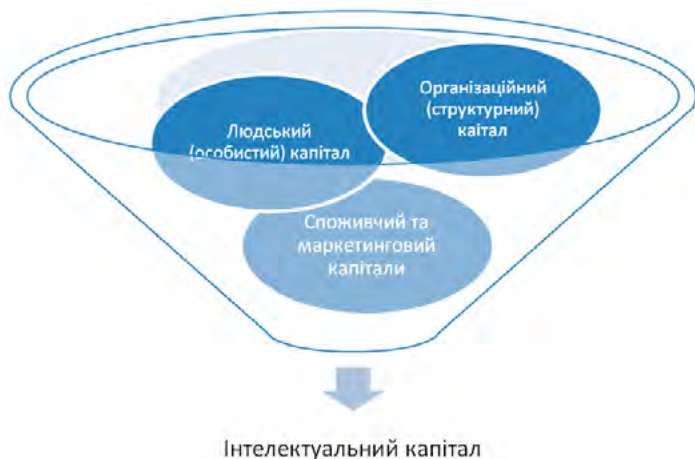 Людський
(особистий) капітал
Організаційний
(структурний)
каітал
Споживчий та
маркетинговий
капітали
Інтелектуальний капітал